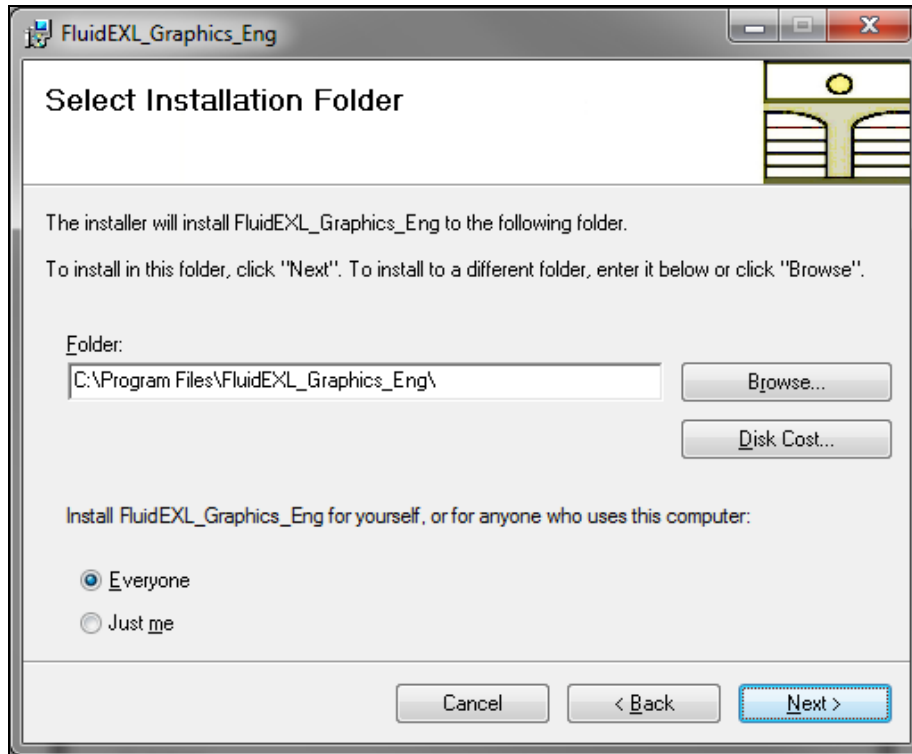 FluidEXL_Graphics_Eng
Select Installation Folder
The installer will install FluidEXL_Graphics_Eng to the following folder.
To install in this folder, click "Next". To install to a different folder, enter it below or click "Browse".
Folder:
C:\Program Files\FluidEXL_Graphics_Eng\
Browse...
Disk Cost...
Install FluidEXL_Graphics_Eng for yourself, or for anyone who uses this computer:
Everyone
Just me
Cancel
< Back
Next >